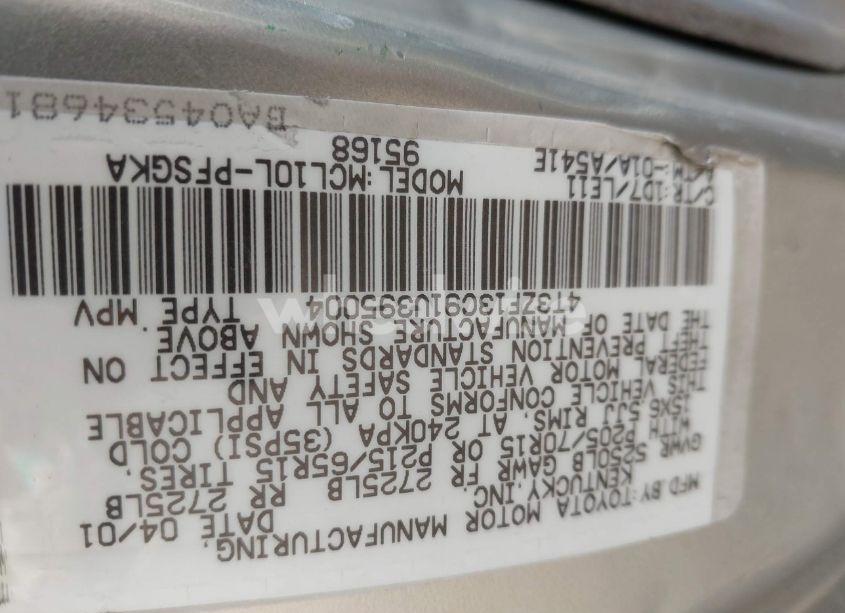 MFD.BY:TOYOTA MOTOR MANUFACTURING,
KENTUCKY,INC. DATE 04/01
GVWR 5250LB GAWR FR 2725LB RR 2725LB
WITH P205/70R15 OR P215/65R15 TIRES.
15X6.5JJ RIMS, AT 240KPA (35PSI) COLD
THIS VEHICLE CONFORMS TO ALL APPLICABLE
FEDERAL MOTOR VEHICLE SAFETY AND
THEFT PREVENTION STANDARDS IN EFFECT ON
THE DATE OF MANUFACTURE SHOWN ABOVE.
4T3ZF13C91U395004 TYPE.MPV
C/TR:1D7/LE11 MODEL:MCL10L-PFSGKA
-01A/A541E 95168
BA04534681